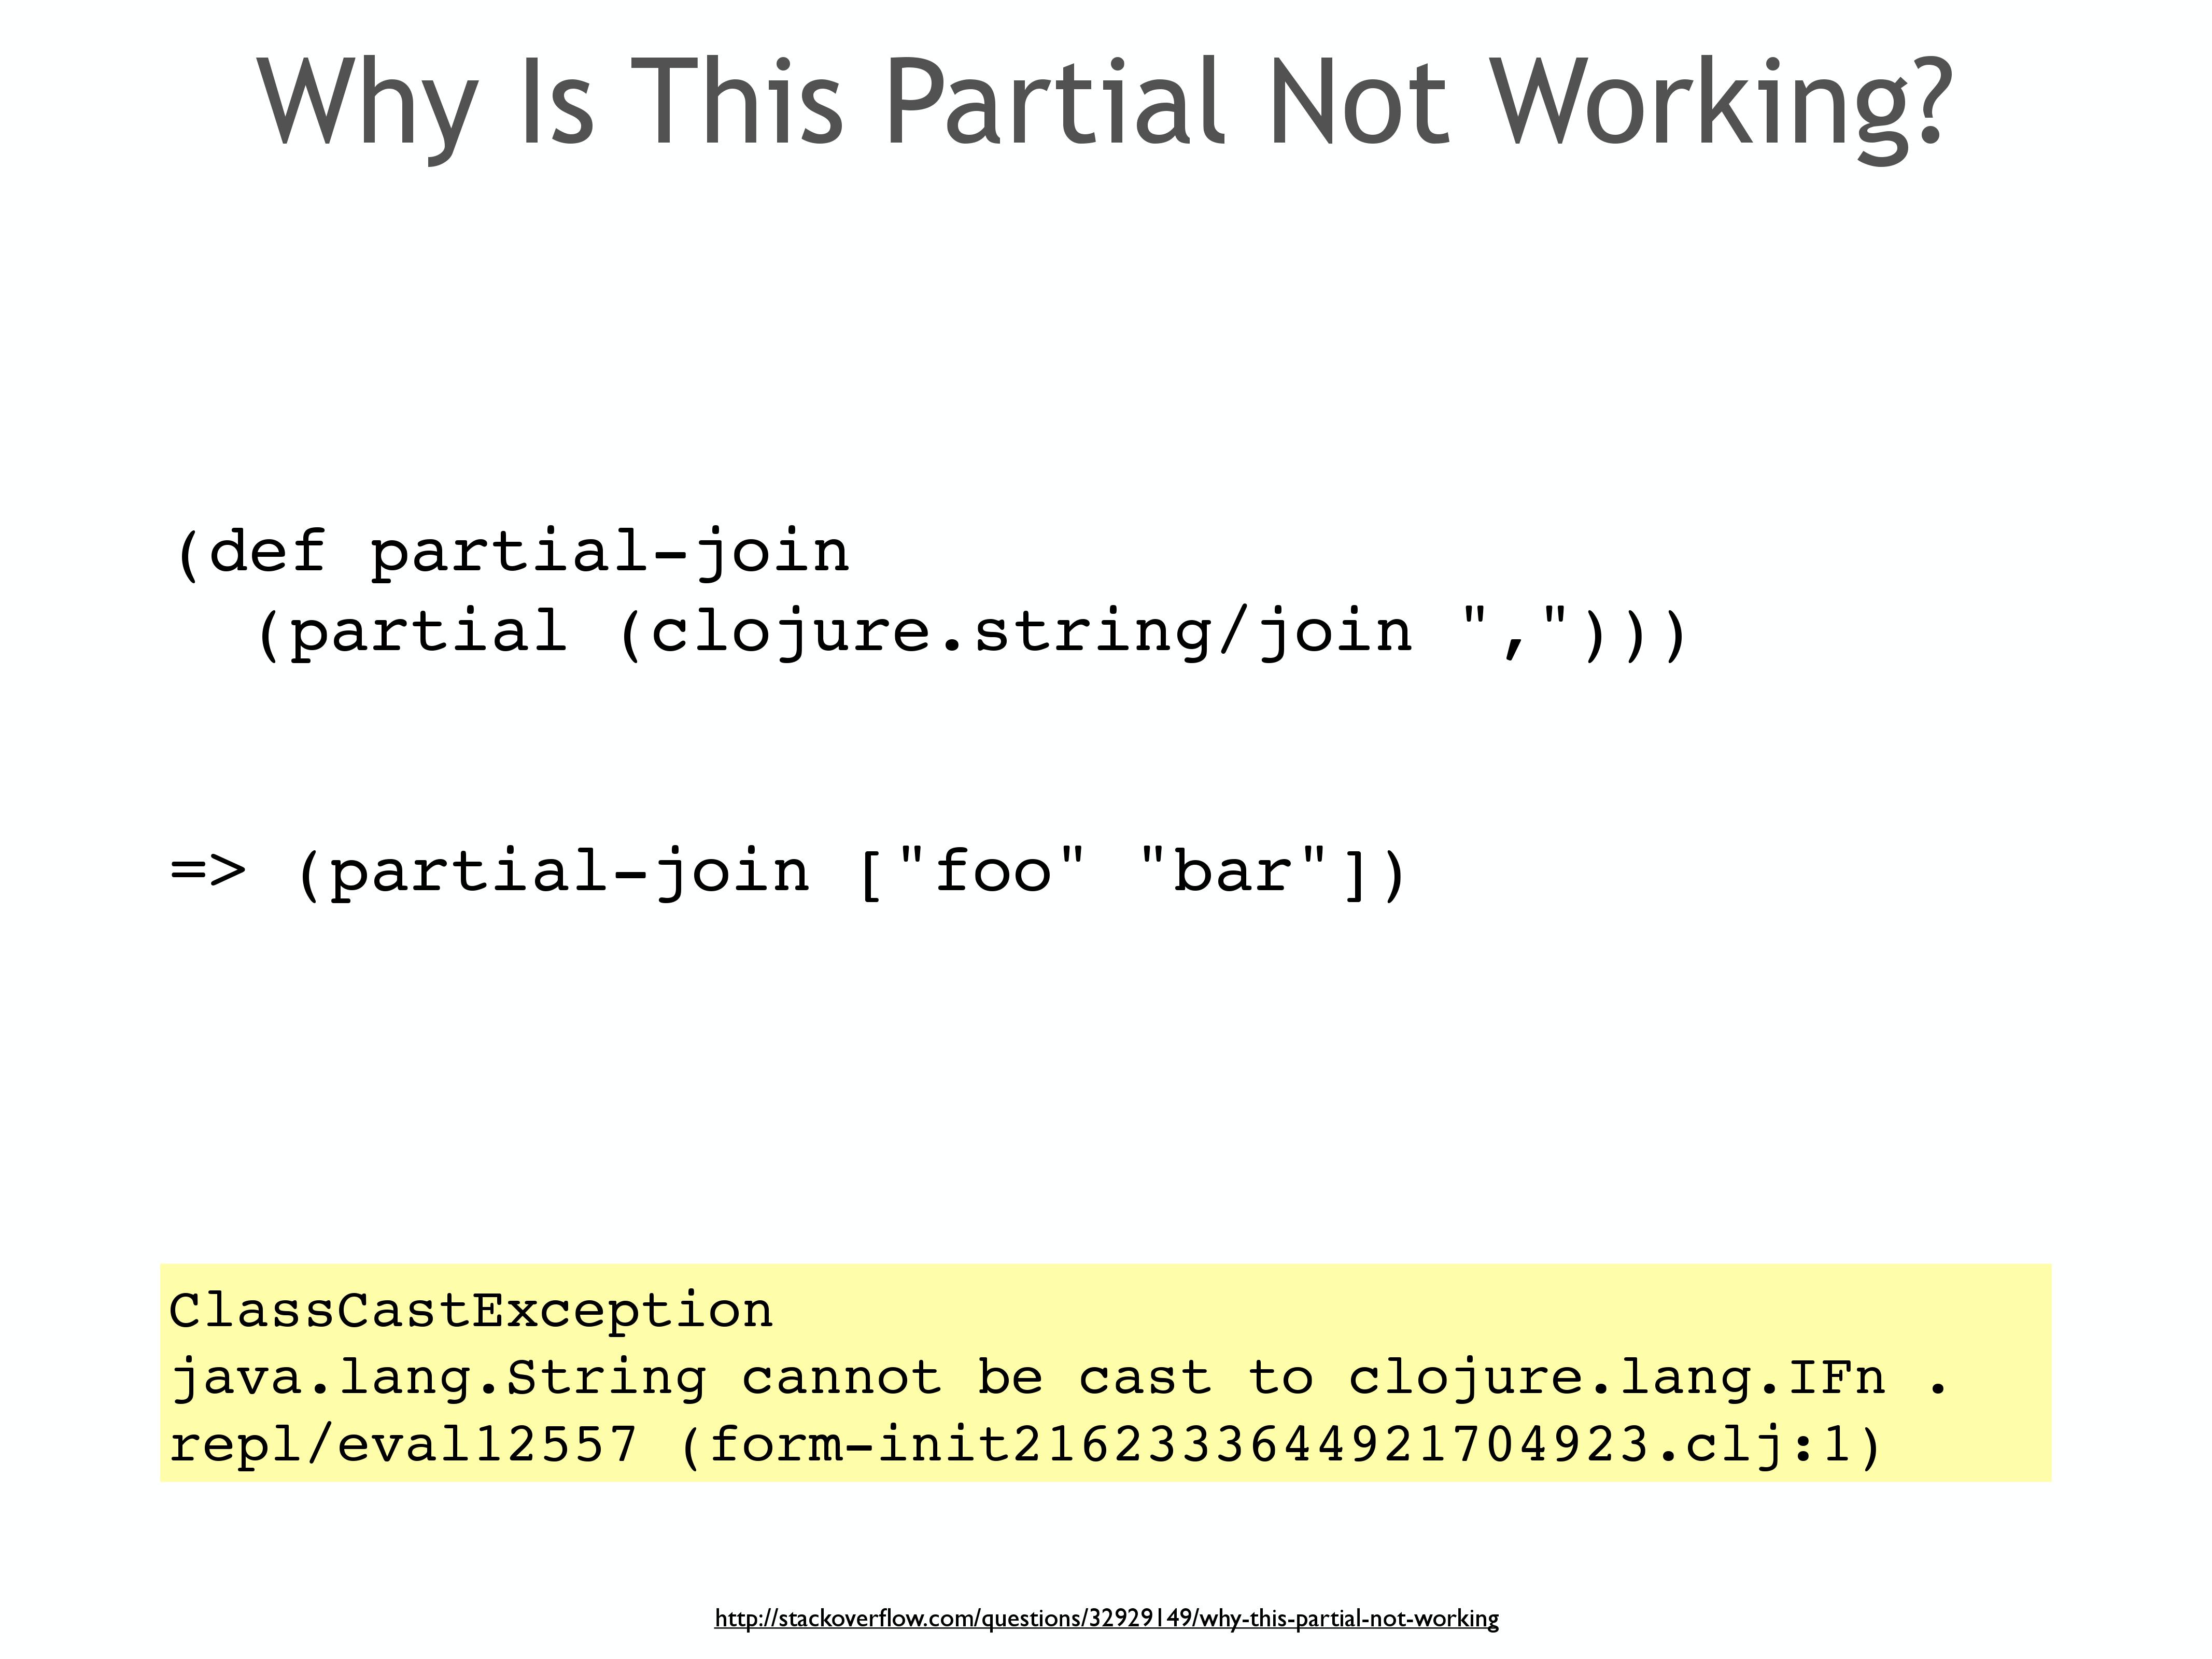 Why Is This Partial Not Working?
(def partial-join
  (partial (clojure.string/join ",")))
=> (partial-join ["foo" "bar"])
ClassCastException
java.lang.String cannot be cast to clojure.lang.IFn .
repl/eval12557 (form-init2162333644921704923.clj:1)
http://stackoverflow.com/questions/32929149/why-this-partial-not-working